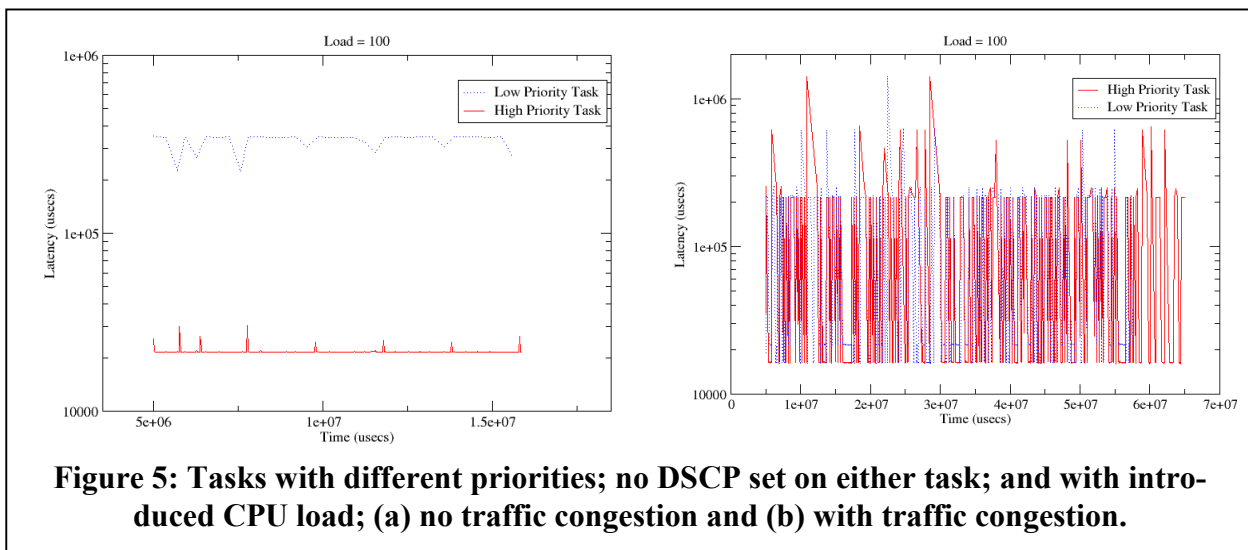 Load = 100
1e+06
Low Priority Task
High Priority Task
Latency (usecs)
1e+05
10000
5e+06
1e+07
1.5e+07
Time (usecs)
Load = 100
High Priority Task
Low Priority Task
1e+06
Latency (usecs)
1e+05
10000
0
1e+07
2e+07
3e+07
4e+07
5e+07
6e+07
7e+07
Time (usecs)
Figure 5: Tasks with different priorities; no DSCP set on either task; and with intro-
duced CPU load; (a) no traffic congestion and (b) with traffic congestion.